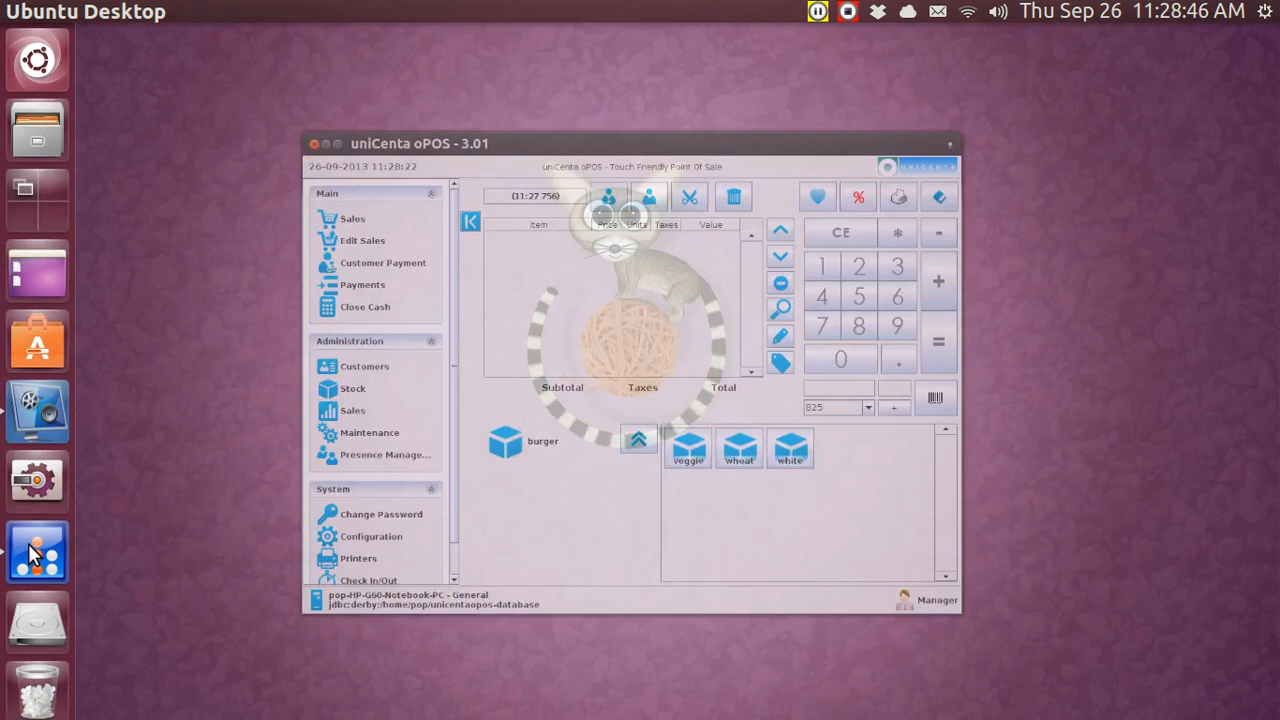 Ubuntu Desktop
Thu Sep 26 11:28:46 AM
uniCenta oPOS - 3.01
26-09-2013 11:28:22
uniCenta oPOS - Touch Friendly Point Of Sale
UNICENTA
Main
Sales
Edit Sales
Customer Payment
Payments
Close Cash
Administration
Customers
Stock
Sales
Maintenance
Presence Manage...
System
Change Password
Configuration
Printers
Check In/Out
(11:27 756)
%
Item Price Units Taxes Value
CE * -
1 2 3 +
4 5 6
7 8 9 =
0 .
Subtotal Taxes Total
825 +
burger
veggie wheat white
pop-HP-G60-Notebook-PC - General
jdbc:derby:/home/pop/unicentaopos-database
Manager